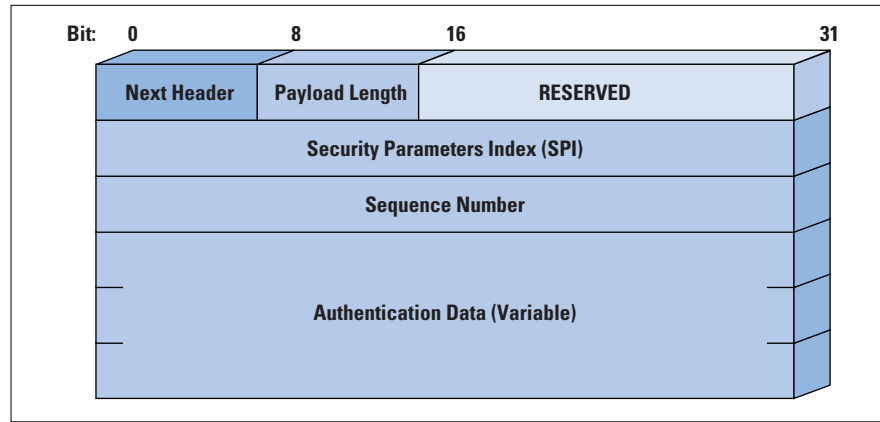 Bit: 0 8 16 31
Next Header Payload Length RESERVED
Security Parameters Index (SPI)
Sequence Number
Authentication Data (Variable)